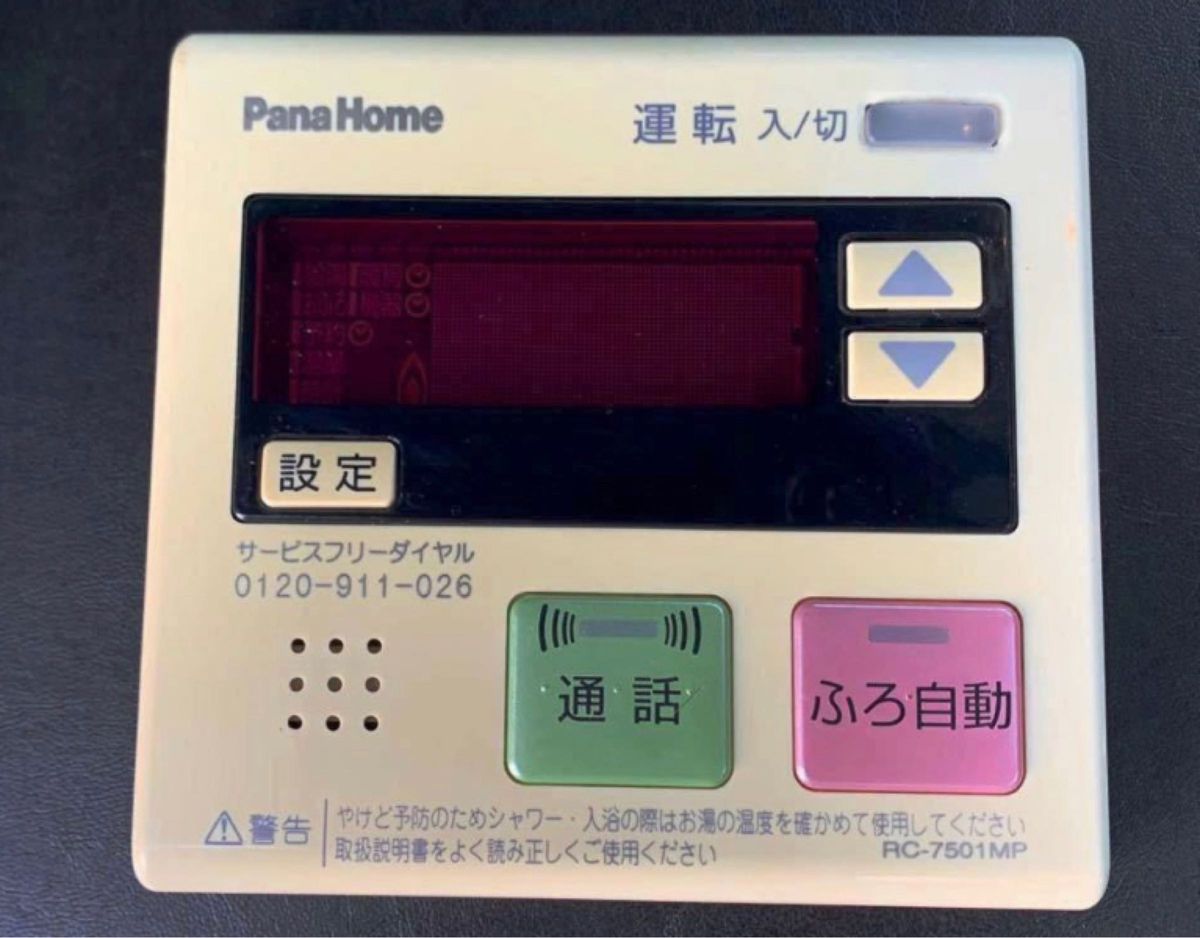 PanaHome
運転 入/切
予約
設定
サービスフリーダイヤル
0120-911-026
通話
ふろ自動
警告
やけど予防のためシャワー・入浴の際はお湯の温度を確かめて使用してください
取扱説明書をよく読み正しくご使用ください
RC-7501MP